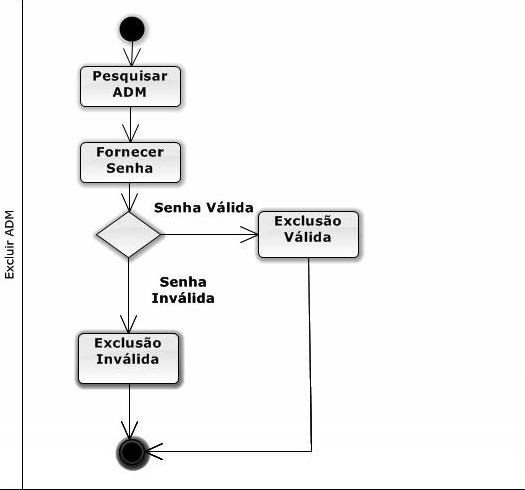 Excluir ADM
Pesquisar
ADM
Fornecer
Senha
Senha Válida
Exclusão
Válida
Senha
Inválida
Exclusão
Inválida